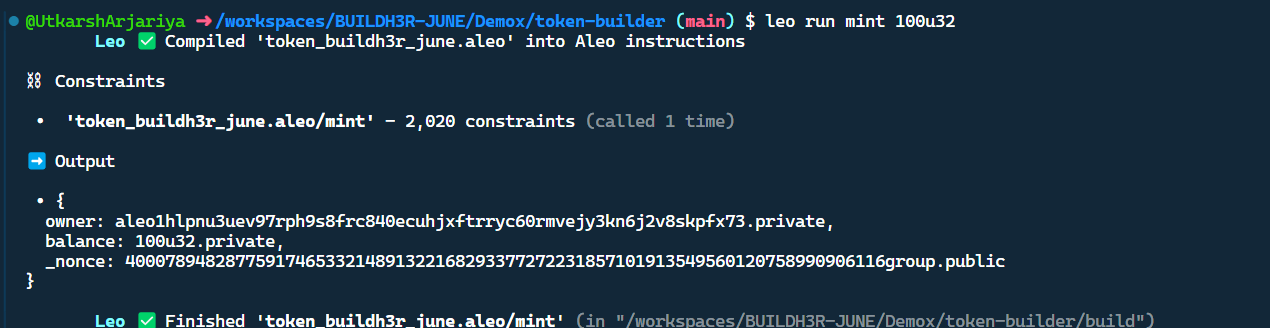 @UtkarshArjariya ➜ /workspaces/BUILDH3R-JUNE/Demox/token-builder (main) $ leo run mint 100u32
Leo ✅ Compiled 'token_buildh3r_june.aleo' into Aleo instructions
⛓ Constraints
• 'token_buildh3r_june.aleo/mint' - 2,020 constraints (called 1 time)
➡️ Output
• {
owner: aleo1hlpnu3uev97rph9s8frc840ecuhjxftrryc60rmvejy3kn6j2v8skpfx73.private,
balance: 100u32.private,
_nonce: 4000789482877591746533214891322168293377272231857101913549560120758990906116group.public
}
Leo ✅ Finished 'token_buildh3r_june.aleo/mint' (in "/workspaces/BUILDH3R-JUNE/Demox/token-builder/build")